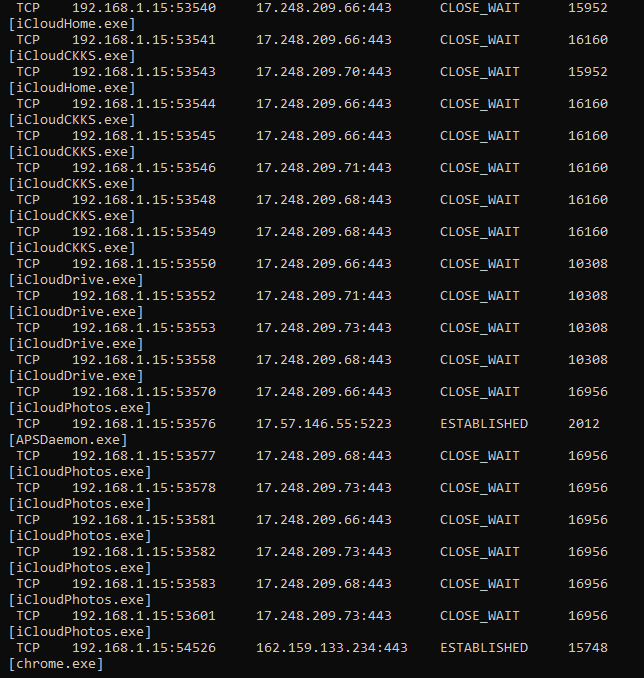 TCP    192.168.1.15:53540     17.248.209.66:443      CLOSE_WAIT      15952
[iCloudHome.exe]
TCP    192.168.1.15:53541     17.248.209.66:443      CLOSE_WAIT      16160
[iCloudCKKS.exe]
TCP    192.168.1.15:53543     17.248.209.70:443      CLOSE_WAIT      15952
[iCloudHome.exe]
TCP    192.168.1.15:53544     17.248.209.66:443      CLOSE_WAIT      16160
[iCloudCKKS.exe]
TCP    192.168.1.15:53545     17.248.209.66:443      CLOSE_WAIT      16160
[iCloudCKKS.exe]
TCP    192.168.1.15:53546     17.248.209.71:443      CLOSE_WAIT      16160
[iCloudCKKS.exe]
TCP    192.168.1.15:53548     17.248.209.68:443      CLOSE_WAIT      16160
[iCloudCKKS.exe]
TCP    192.168.1.15:53549     17.248.209.68:443      CLOSE_WAIT      16160
[iCloudCKKS.exe]
TCP    192.168.1.15:53550     17.248.209.66:443      CLOSE_WAIT      10308
[iCloudDrive.exe]
TCP    192.168.1.15:53552     17.248.209.71:443      CLOSE_WAIT      10308
[iCloudDrive.exe]
TCP    192.168.1.15:53553     17.248.209.73:443      CLOSE_WAIT      10308
[iCloudDrive.exe]
TCP    192.168.1.15:53558     17.248.209.68:443      CLOSE_WAIT      10308
[iCloudDrive.exe]
TCP    192.168.1.15:53570     17.248.209.66:443      CLOSE_WAIT      16956
[iCloudPhotos.exe]
TCP    192.168.1.15:53576     17.57.146.55:5223      ESTABLISHED     2012
[APSDaemon.exe]
TCP    192.168.1.15:53577     17.248.209.68:443      CLOSE_WAIT      16956
[iCloudPhotos.exe]
TCP    192.168.1.15:53578     17.248.209.73:443      CLOSE_WAIT      16956
[iCloudPhotos.exe]
TCP    192.168.1.15:53581     17.248.209.66:443      CLOSE_WAIT      16956
[iCloudPhotos.exe]
TCP    192.168.1.15:53582     17.248.209.73:443      CLOSE_WAIT      16956
[iCloudPhotos.exe]
TCP    192.168.1.15:53583     17.248.209.68:443      CLOSE_WAIT      16956
[iCloudPhotos.exe]
TCP    192.168.1.15:53601     17.248.209.73:443      CLOSE_WAIT      16956
[iCloudPhotos.exe]
TCP    192.168.1.15:54526     162.159.133.234:443    ESTABLISHED     15748
[chrome.exe]